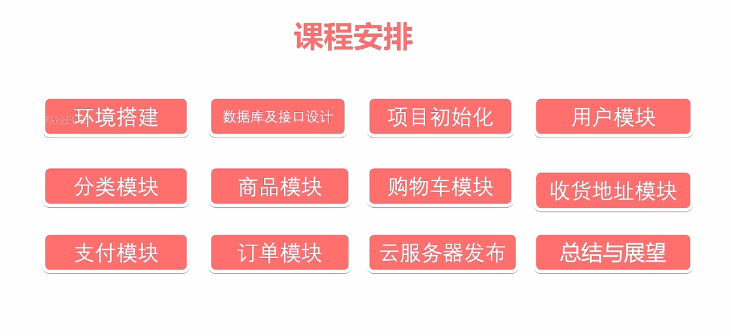 课程安排
环境搭建
数据库及接口设计
项目初始化
用户模块
分类模块
商品模块
购物车模块
收货地址模块
支付模块
订单模块
云服务器发布
总结与展望